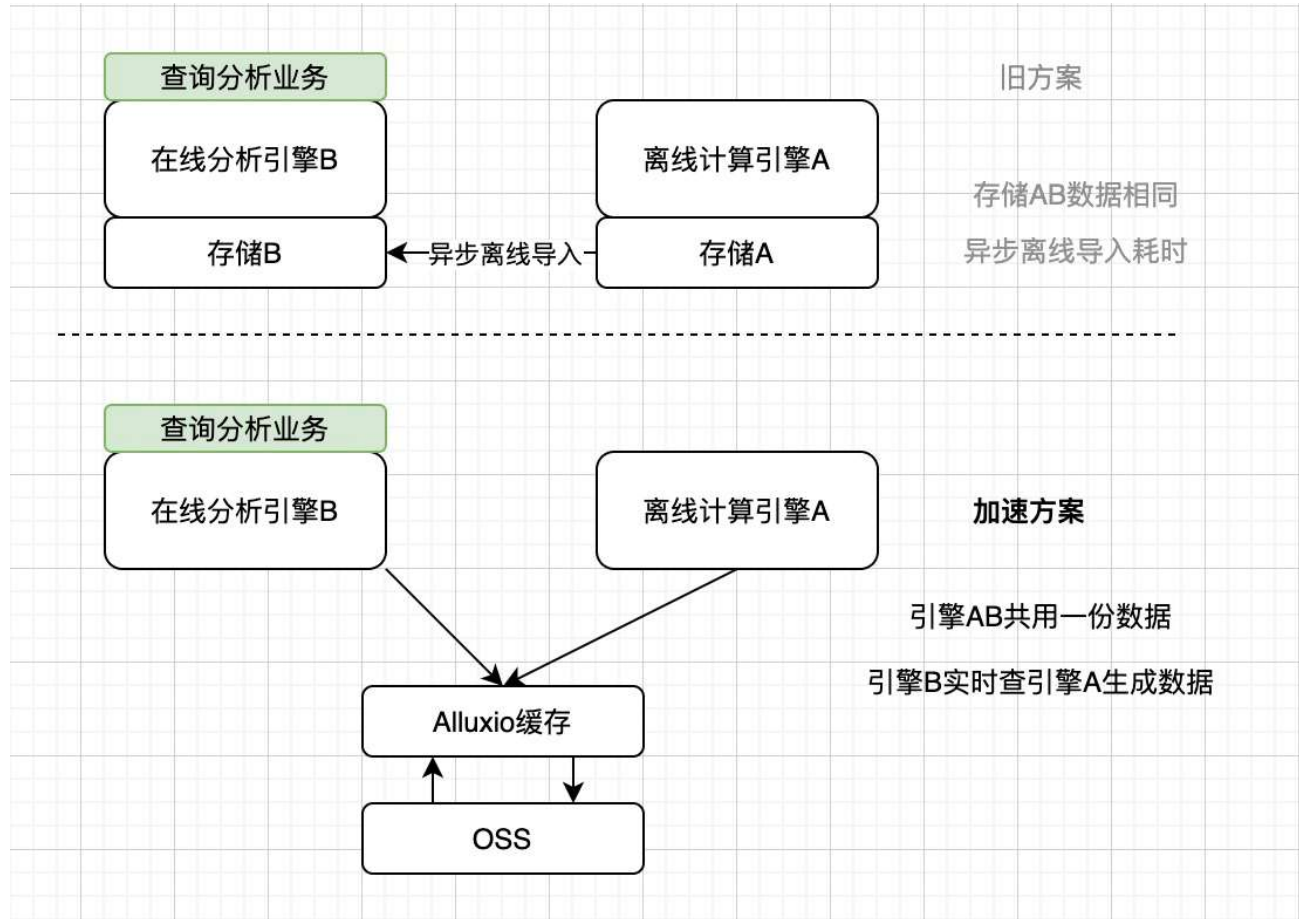 查询分析业务
旧方案
在线分析引擎B
离线计算引擎A
存储AB数据相同
存储B
异步离线导入
存储A
异步离线导入耗时
查询分析业务
在线分析引擎B
离线计算引擎A
加速方案
引擎AB共用一份数据
引擎B实时查引擎A生成数据
Alluxio缓存
OSS